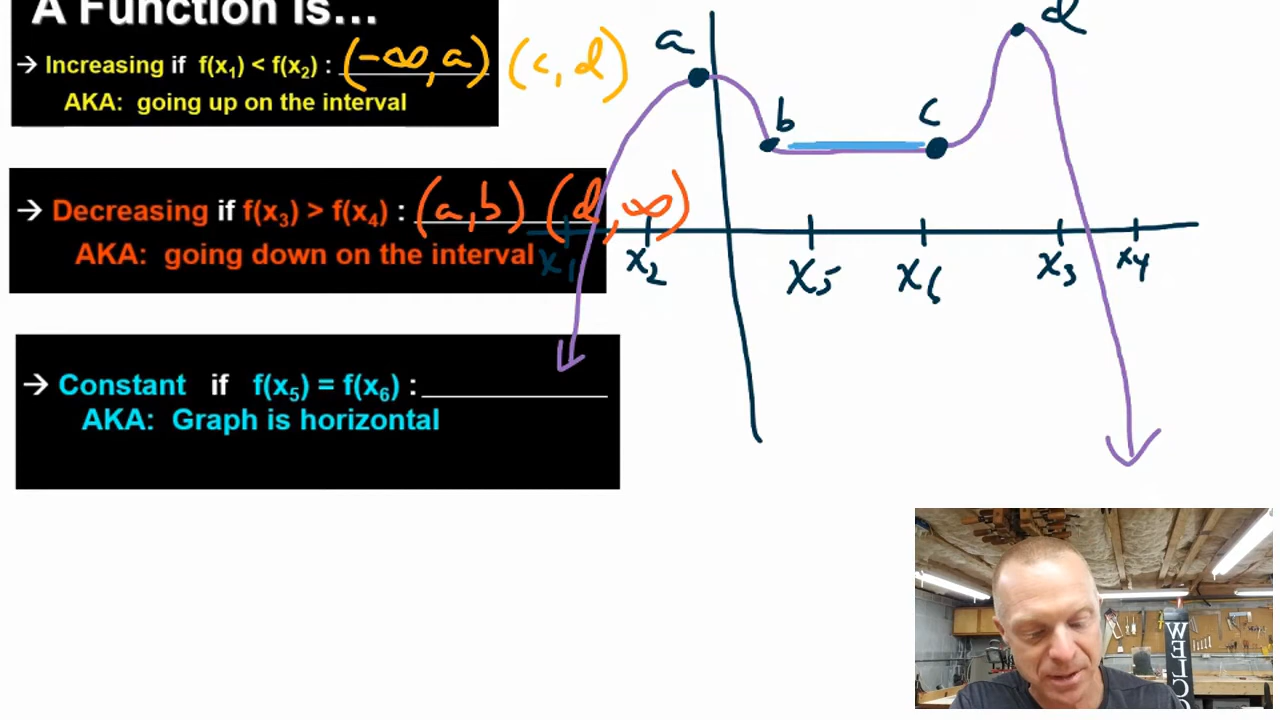 A Function is...
→ Increasing if f(x₁) < f(x₂) : (-∞, a) (c, d)
AKA: going up on the interval
→ Decreasing if f(x₃) > f(x₄) : (a, b) (d, ∞)
AKA: going down on the interval
→ Constant if f(x₅) = f(x₆) :
AKA: Graph is horizontal
a
d
b
c
x₁
x₂
x₅
x₆
x₃
x₄
WELCO